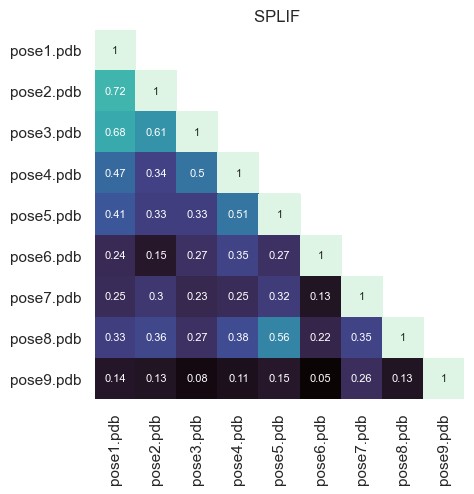 SPLIF
pose1.pdb 1
pose2.pdb 0.72 1
pose3.pdb 0.68 0.61 1
pose4.pdb 0.47 0.34 0.5 1
pose5.pdb 0.41 0.33 0.33 0.51 1
pose6.pdb 0.24 0.15 0.27 0.35 0.27 1
pose7.pdb 0.25 0.3 0.23 0.25 0.32 0.13 1
pose8.pdb 0.33 0.36 0.27 0.38 0.56 0.22 0.35 1
pose9.pdb 0.14 0.13 0.08 0.11 0.15 0.05 0.26 0.13 1
pose1.pdb pose2.pdb pose3.pdb pose4.pdb pose5.pdb pose6.pdb pose7.pdb pose8.pdb pose9.pdb